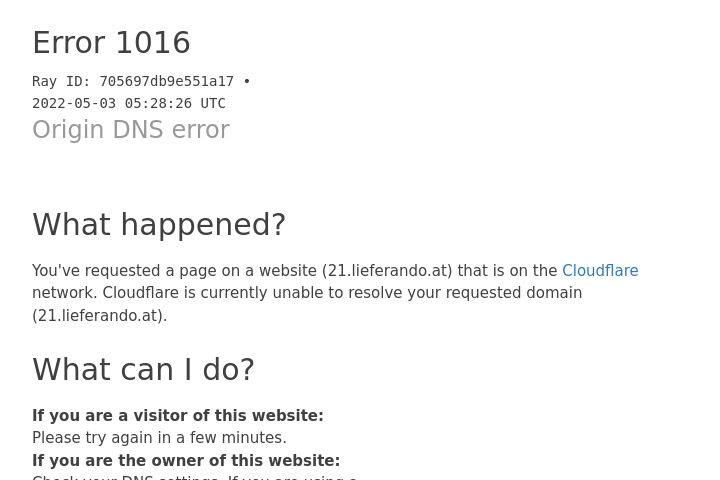 Error 1016
Ray ID: 705697db9e551a17 •
2022-05-03 05:28:26 UTC
Origin DNS error
What happened?
You've requested a page on a website (21.lieferando.at) that is on the Cloudflare
network. Cloudflare is currently unable to resolve your requested domain
(21.lieferando.at).
What can I do?
If you are a visitor of this website:
Please try again in a few minutes.
If you are the owner of this website:
Check your DNS settings. If you are using a